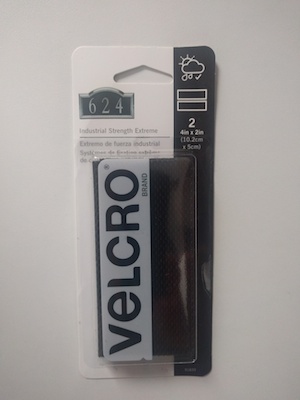 624
Industrial Strength Extreme
Extremo de fuerza industrial
2
4in x 2in
(10.2cm
x 5cm)
VELCRO®
BRAND